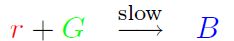 r + G slow⟶ B